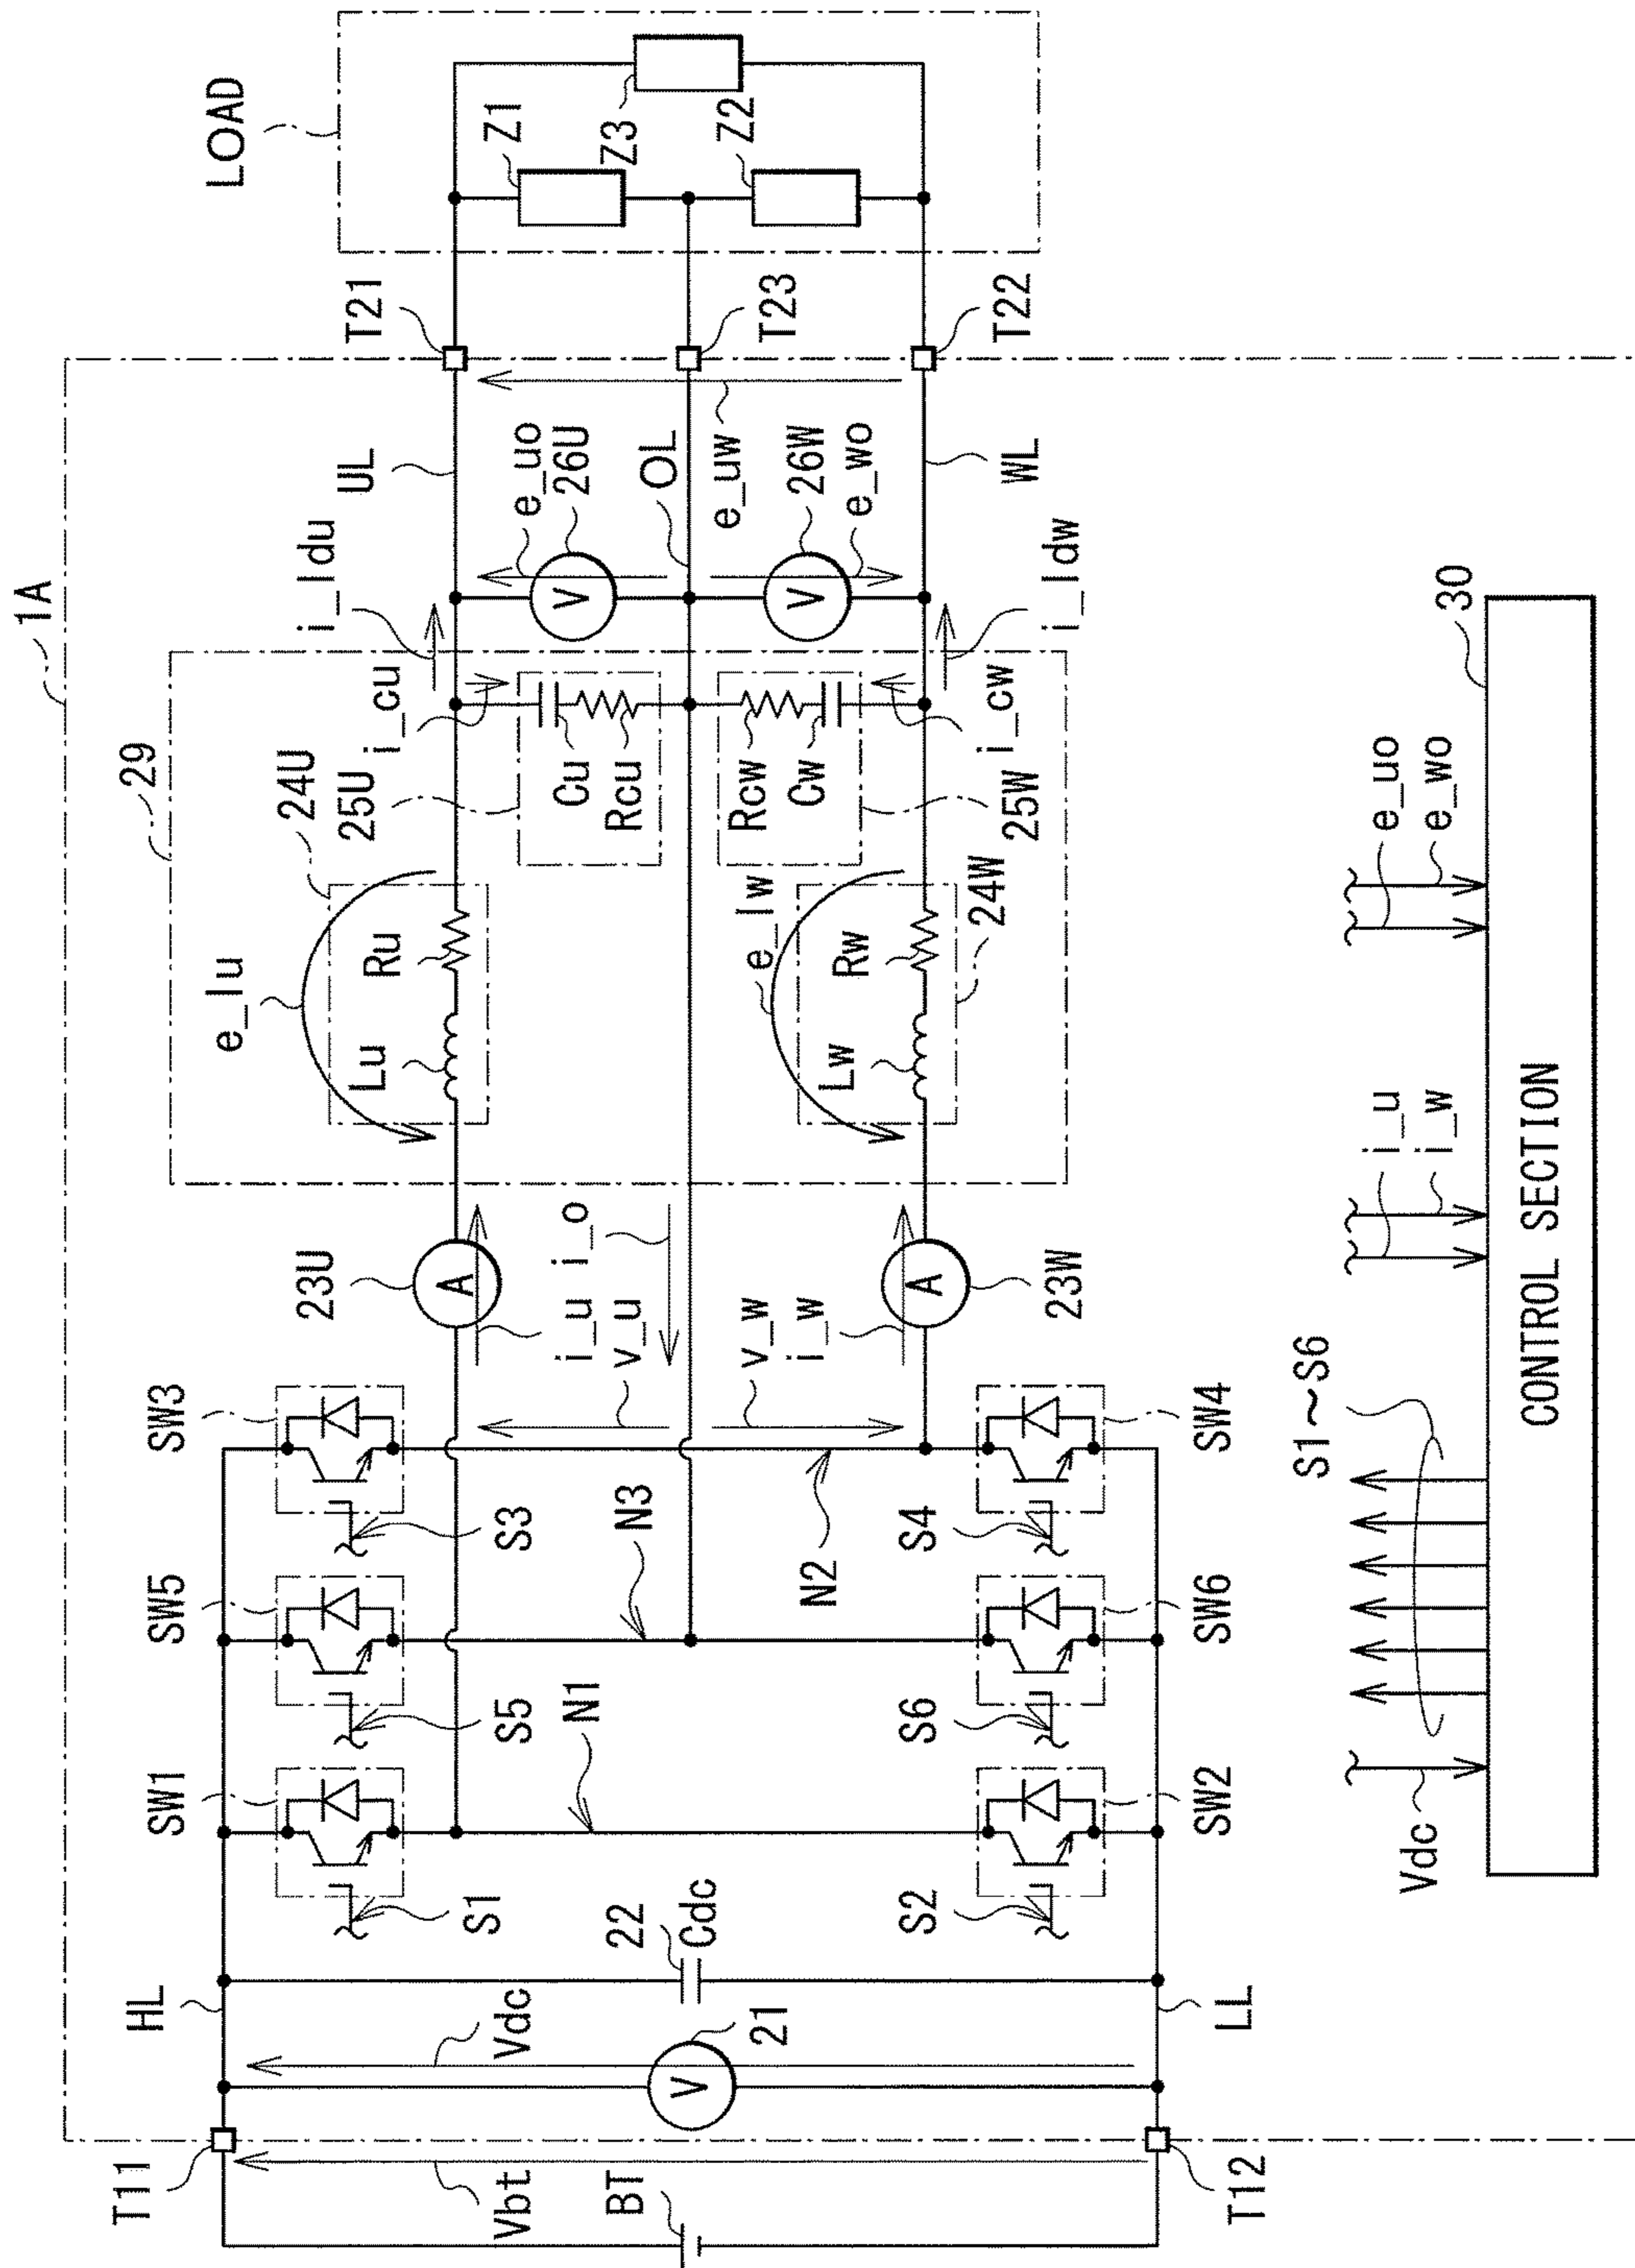 1A
LOAD
29
HL
SW1
SW5
SW3
23U
e_lu
24U
25U
i_ldu
UL
T21
Z1
Z3
Z2
T11
Vbt
BT
T12
Vdc
21
LL
22
Cdc
S1
S5
S3
N1
N3
N2
i_u
v_u
i_o
v_w
i_w
23W
Lu
Ru
i_cu
Cu
Rcu
Rcw
Cw
25W
i_cw
e_lw
Lw
Rw
24W
e_uo
26U
OL
e_uw
26W
e_wo
WL
i_ldw
T23
T22
S2
S6
S4
SW2
SW6
SW4
Vdc
S1~S6
i_u
i_w
e_uo
e_wo
30
CONTROL SECTION
V
A
A
V
V